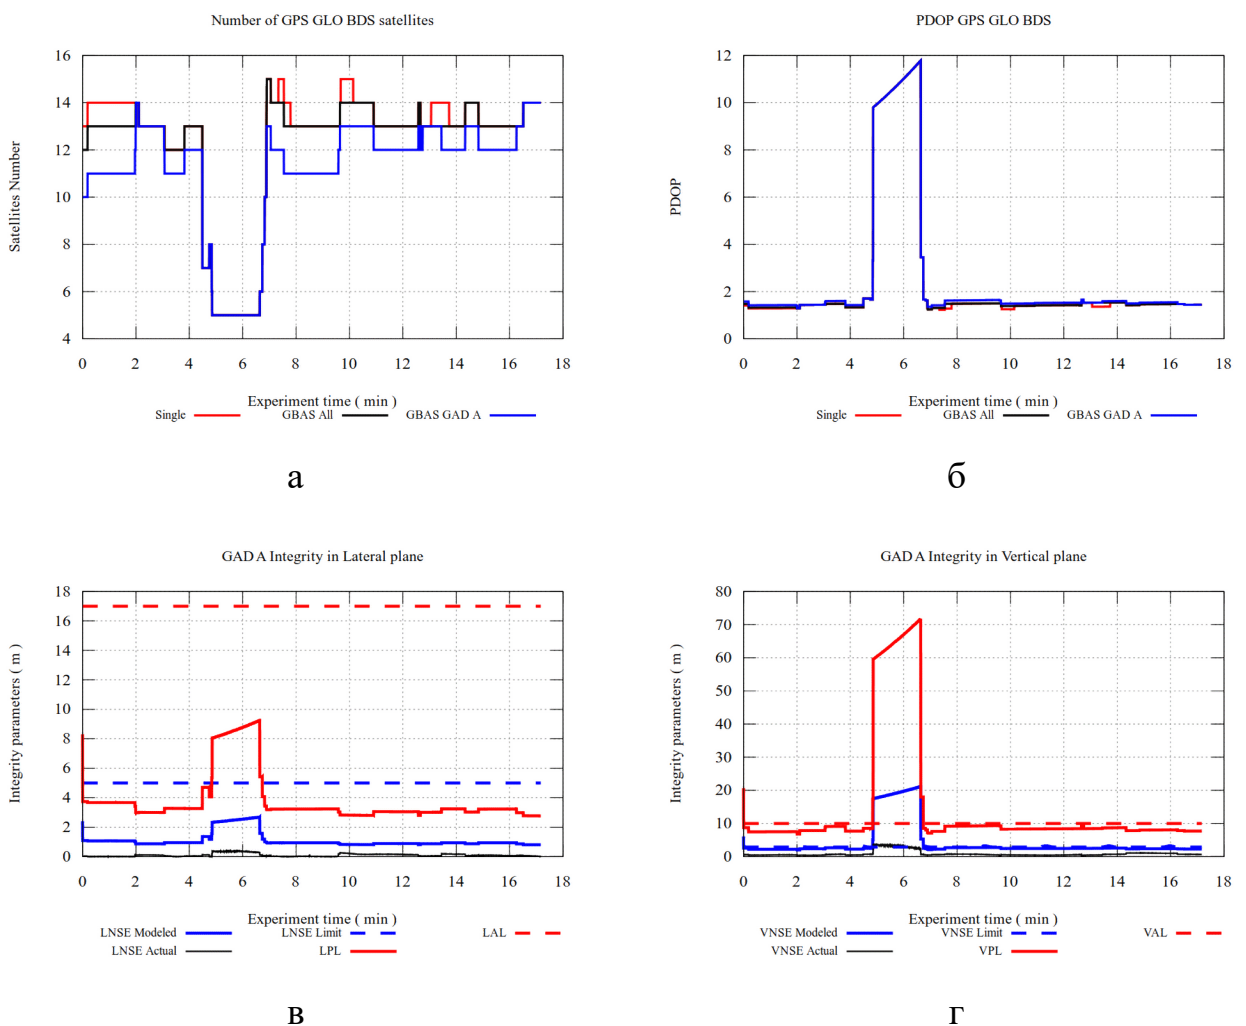 Number of GPS GLO BDS satellites
16
14
12
10
8
6
4
Satellites Number
0 2 4 6 8 10 12 14 16 18
Experiment time ( min )
Single GBAS All GBAS GAD A
а
PDOP GPS GLO BDS
12
10
8
6
4
2
0
PDOP
0 2 4 6 8 10 12 14 16 18
Experiment time ( min )
Single GBAS All GBAS GAD A
б
GAD A Integrity in Lateral plane
18
16
14
12
10
8
6
4
2
0
Integrity parameters ( m )
0 2 4 6 8 10 12 14 16 18
Experiment time ( min )
LNSE Modeled LNSE Limit LAL
LNSE Actual LPL
в
GAD A Integrity in Vertical plane
80
70
60
50
40
30
20
10
0
Integrity parameters ( m )
0 2 4 6 8 10 12 14 16 18
Experiment time ( min )
VNSE Modeled VNSE Limit VAL
VNSE Actual VPL
г